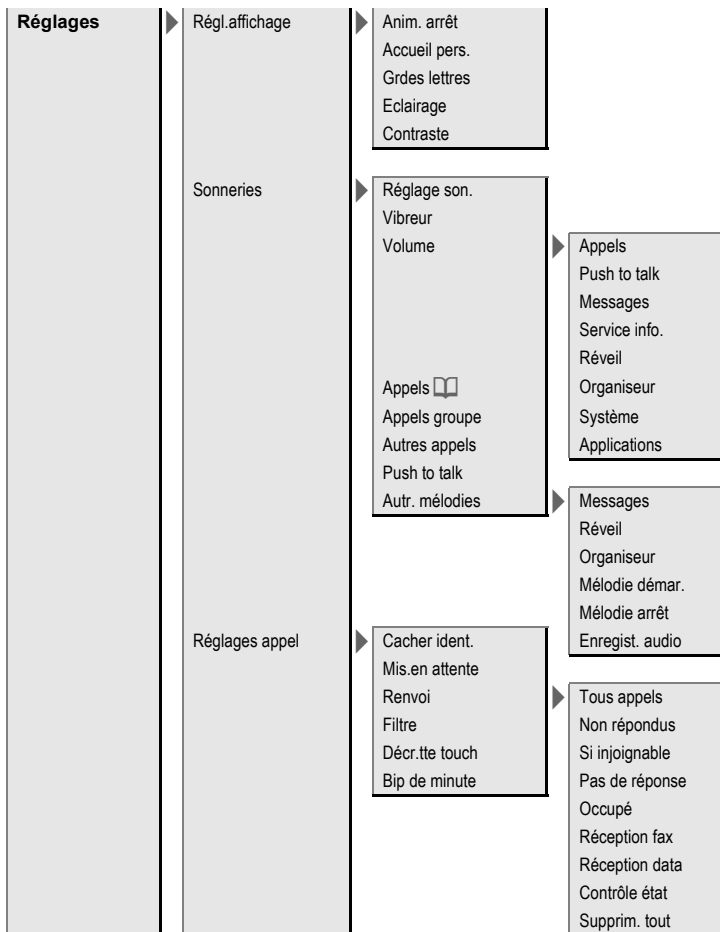 Réglages
Régl.affichage
Anim. arrêt
Accueil pers.
Grdes lettres
Eclairage
Contraste
Sonneries
Réglage son.
Vibreur
Volume
Appels
Push to talk
Messages
Service info.
Réveil
Organiseur
Système
Applications
Appels
Appels groupe
Autres appels
Push to talk
Autr. mélodies
Messages
Réveil
Organiseur
Mélodie démar.
Mélodie arrêt
Enregist. audio
Réglages appel
Cacher ident.
Mis.en attente
Renvoi
Tous appels
Non répondus
Si injoignable
Pas de réponse
Occupé
Réception fax
Réception data
Contrôle état
Supprim. tout
Filtre
Décr.tte touch
Bip de minute